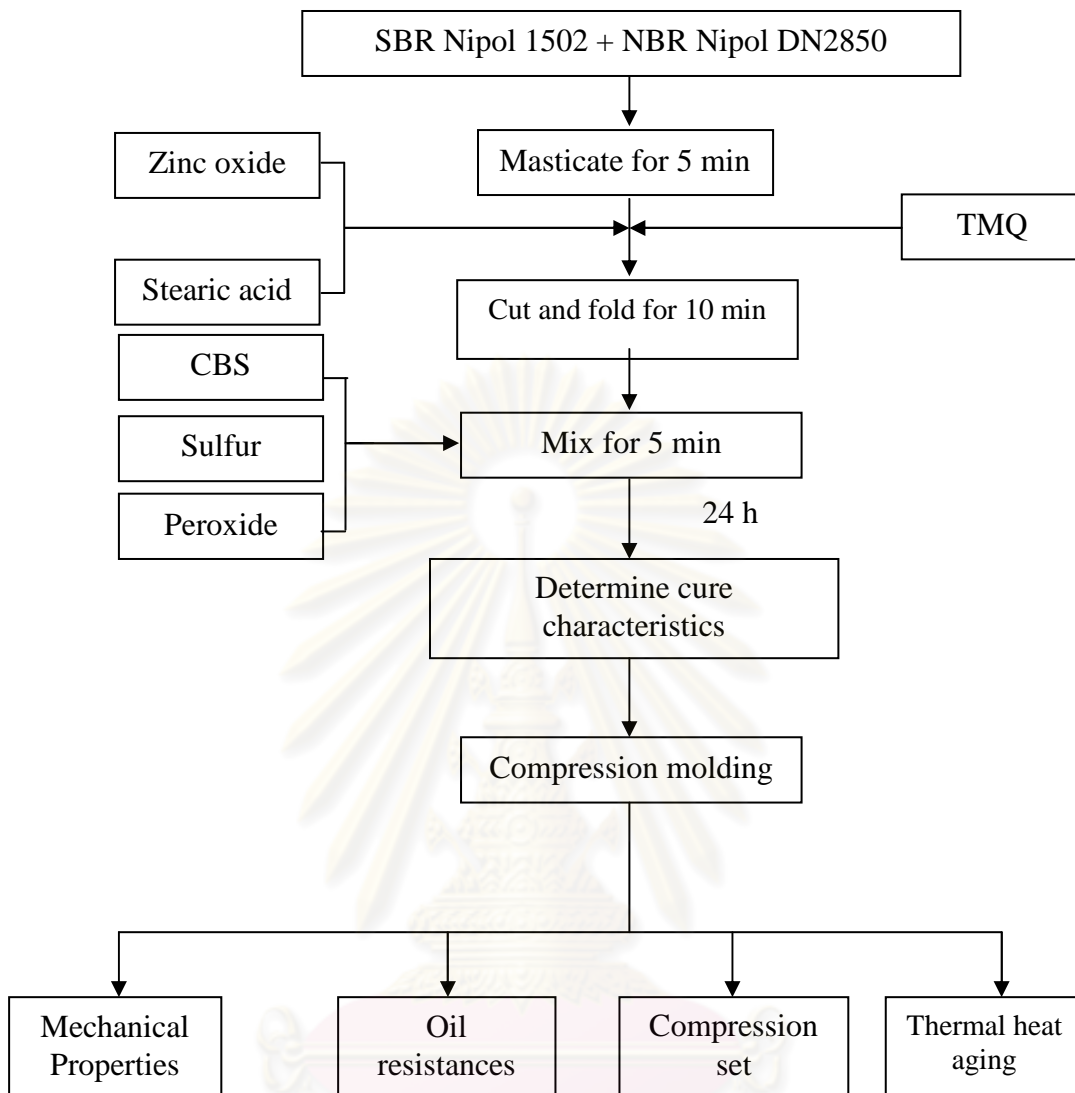 SBR Nipol 1502 + NBR Nipol DN2850
Masticate for 5 min
Zinc oxide
TMQ
Stearic acid
Cut and fold for 10 min
CBS
Sulfur
Mix for 5 min
Peroxide
24 h
Determine cure
characteristics
Compression molding
Mechanical
Properties
Oil
resistances
Compression
set
Thermal heat
aging